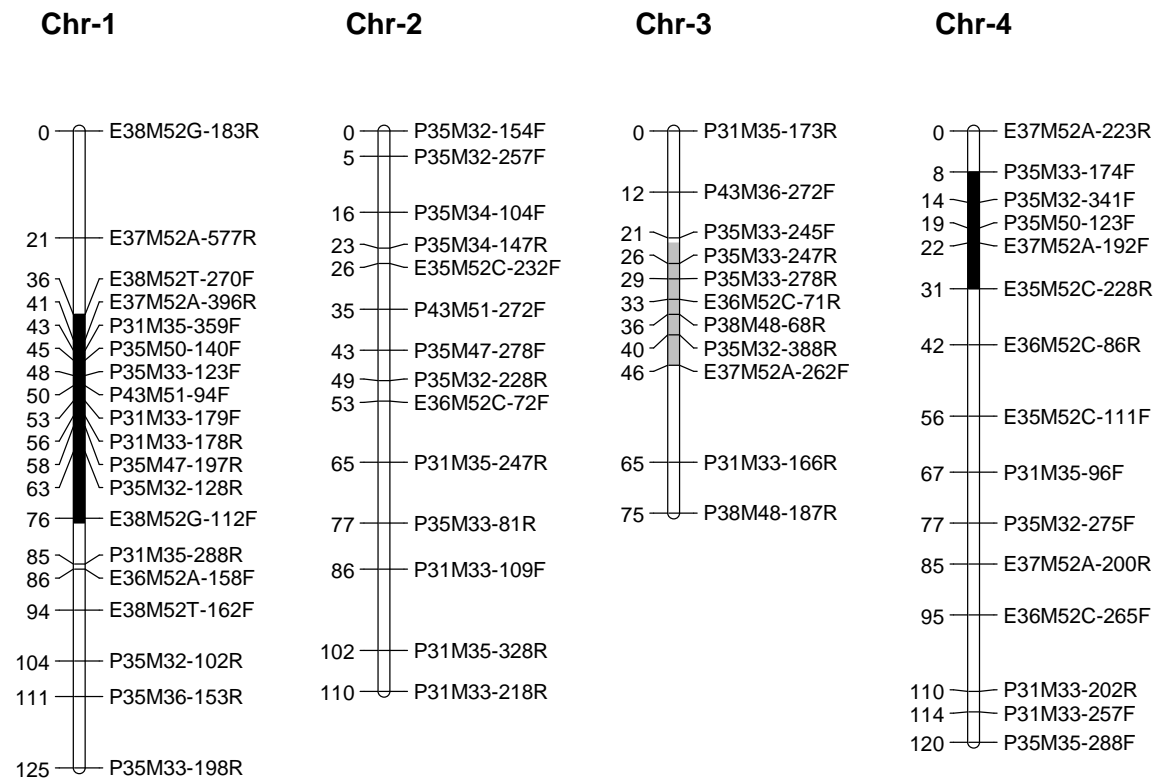 Chr-1
0 E38M52G-183R
21 E37M52A-577R
36 E38M52T-270F
41 E37M52A-396R
43 P31M35-359F
45 P35M50-140F
48 P35M33-123F
50 P43M51-94F
53 P31M33-179F
56 P31M33-178R
58 P35M47-197R
63 P35M32-128R
76 E38M52G-112F
85 P31M35-288R
86 E36M52A-158F
94 E38M52T-162F
104 P35M32-102R
111 P35M36-153R
125 P35M33-198R
Chr-2
0 P35M32-154F
5 P35M32-257F
16 P35M34-104F
23 P35M34-147R
26 E35M52C-232F
35 P43M51-272F
43 P35M47-278F
49 P35M32-228R
53 E36M52C-72F
65 P31M35-247R
77 P35M33-81R
86 P31M33-109F
102 P31M35-328R
110 P31M33-218R
Chr-3
0 P31M35-173R
12 P43M36-272F
21 P35M33-245F
26 P35M33-247R
29 P35M33-278R
33 E36M52C-71R
36 P38M48-68R
40 P35M32-388R
46 E37M52A-262F
65 P31M33-166R
75 P38M48-187R
Chr-4
0 E37M52A-223R
8 P35M33-174F
14 P35M32-341F
19 P35M50-123F
22 E37M52A-192F
31 E35M52C-228R
42 E36M52C-86R
56 E35M52C-111F
67 P31M35-96F
77 P35M32-275F
85 E37M52A-200R
95 E36M52C-265F
110 P31M33-202R
114 P31M33-257F
120 P35M35-288F